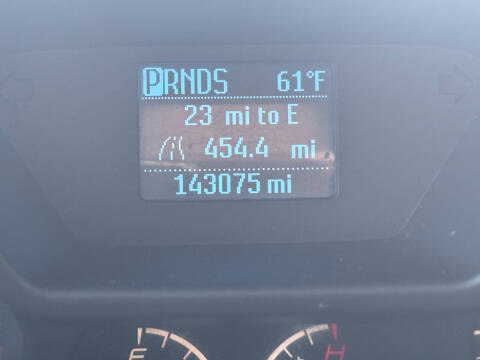 PRNDS 61°F
23 mi to E
454.4 mi
143075 mi
E H